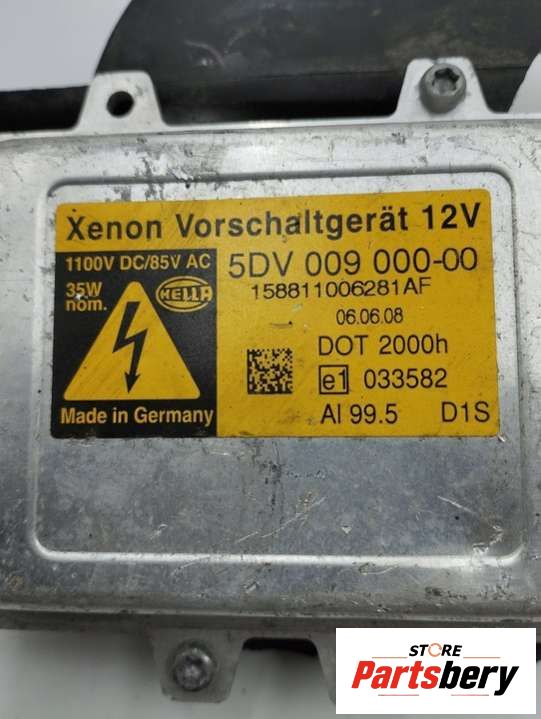 Xenon Vorschaltgerät 12V
1100V DC/85V AC
35W
nom.
HELLA
5DV 009 000-00
158811006281AF
06.06.08
DOT 2000h
e1 033582
Made in Germany
Al 99.5 D1S
STORE
Partsbery